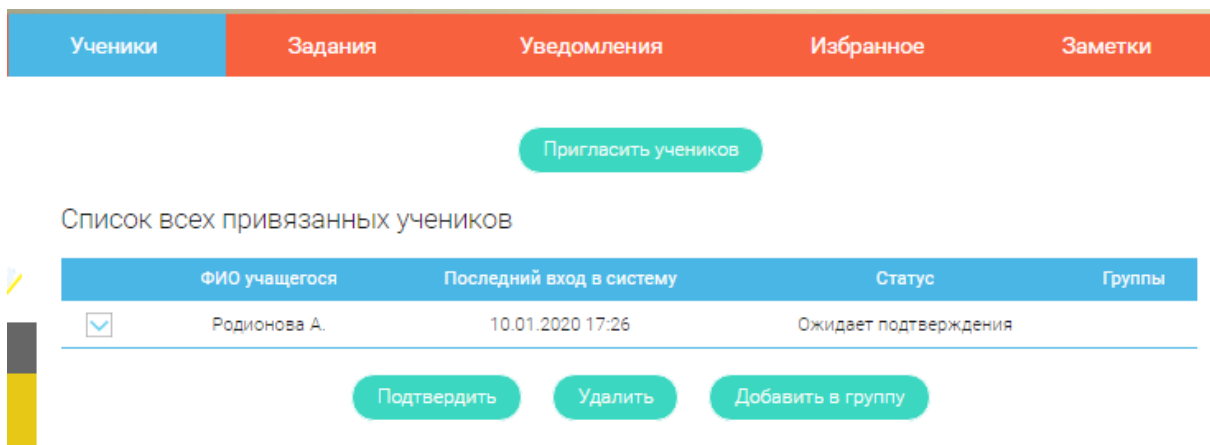 Ученики Задания Уведомления Избранное Заметки
Пригласить учеников
Список всех привязанных учеников
ФИО учащегося Последний вход в систему Статус Группы
Родионова А. 10.01.2020 17:26 Ожидает подтверждения
Подтвердить Удалить Добавить в группу